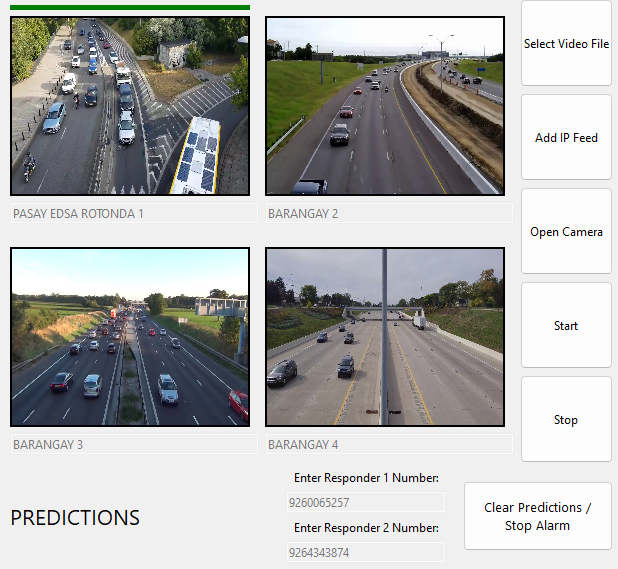 Select Video File
Add IP Feed
PASAY EDSA ROTONDA 1
BARANGAY 2
Open Camera
Start
Stop
BARANGAY 3
BARANGAY 4
Enter Responder 1 Number:
9260065257
PREDICTIONS
Enter Responder 2 Number:
9264343874
Clear Predictions /
Stop Alarm